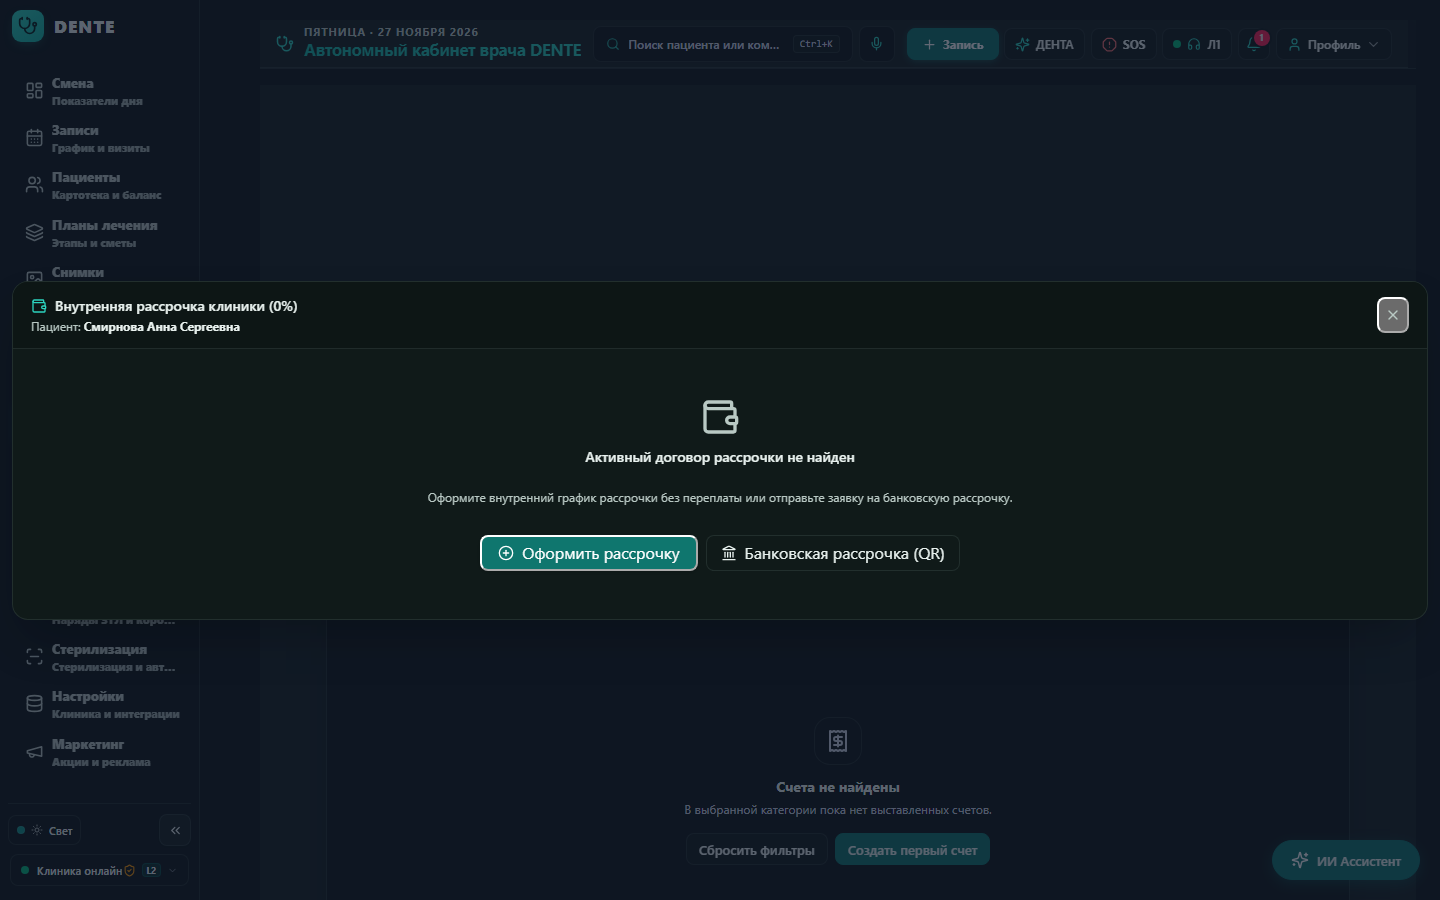 DENTE
ПЯТНИЦА · 27 НОЯБРЯ 2026
Автономный кабинет врача DENTE
Поиск пациента или ком...
Ctrl+K
Запись
ДЕНТА
SOS
Л1
1
Профиль
Смена
Показатели дня
Записи
График и визиты
Пациенты
Картотека и баланс
Планы лечения
Этапы и сметы
Снимки
Внутренняя рассрочка клиники (0%)
Пациент: Смирнова Анна Сергеевна
Активный договор рассрочки не найден
Оформите внутренний график рассрочки без переплаты или отправьте заявку на банковскую рассрочку.
Оформить рассрочку
Банковская рассрочка (QR)
Стерилизация
Стерилизация и авт...
Настройки
Клиника и интеграции
Маркетинг
Акции и реклама
Счета не найдены
В выбранной категории пока нет выставленных счетов.
Сбросить фильтры
Создать первый счет
Свет
Клиника онлайн
L2
ИИ Ассистент